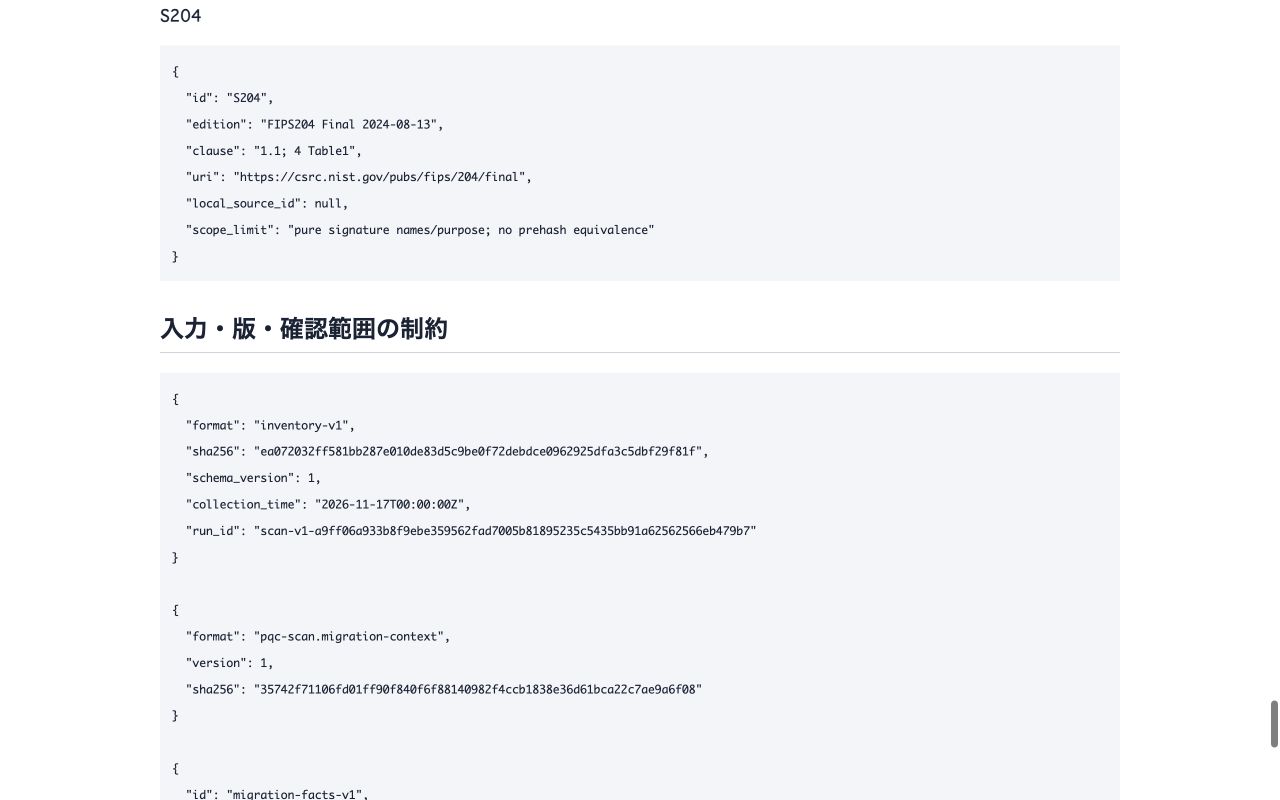 S204
{
  "id": "S204",
  "edition": "FIPS204 Final 2024-08-13",
  "clause": "1.1; 4 Table1",
  "uri": "https://csrc.nist.gov/pubs/fips/204/final",
  "local_source_id": null,
  "scope_limit": "pure signature names/purpose; no prehash equivalence"
}
入力・版・確認範囲の制約
{
  "format": "inventory-v1",
  "sha256": "ea072032ff581bb287e010de83d5c9be0f72debdce0962925dfa3c5dbf29f81f",
  "schema_version": 1,
  "collection_time": "2026-11-17T00:00:00Z",
  "run_id": "scan-v1-a9ff06a933b8f9ebe359562fad7005b81895235c5435bb91a62562566eb479b7"
}
{
  "format": "pqc-scan.migration-context",
  "version": 1,
  "sha256": "35742f71106fd01ff90f840f6f88140982f4ccb1838e36d61bca22c7ae9a6f08"
}
{
  "id": "migration-facts-v1",